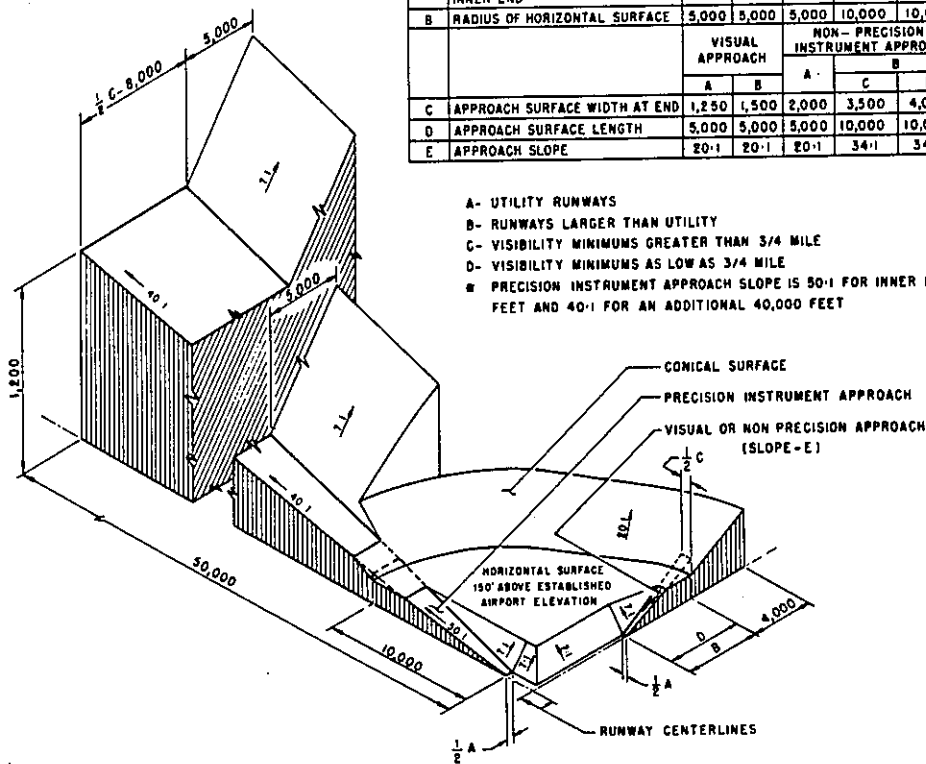 B RADIUS OF HORIZONTAL SURFACE 5,000 5,000 5,000 10,000
VISUAL APPROACH NON-PRECISION
A B A B
C
C APPROACH SURFACE WIDTH AT END 1,250 1,500 2,000 3,500
D APPROACH SURFACE LENGTH 5,000 5,000 5,000 10,000
E APPROACH SLOPE 20:1 20:1 20:1 34:1
A- UTILITY RUNWAYS
B- RUNWAYS LARGER THAN UTILITY
C- VISIBILITY MINIMUMS GREATER THAN 3/4 MILE
D- VISIBILITY MINIMUMS AS LOW AS 3/4 MILE
* PRECISION INSTRUMENT APPROACH SLOPE IS 50:1 FOR INNER
FEET AND 40:1 FOR AN ADDITIONAL 40,000 FEET
5,000
1/2 C-8,000
7:1
40:1
5,000
1,200
7:1
CONICAL SURFACE
PRECISION INSTRUMENT APPROACH
VISUAL OR NON PRECISION APPROACH
(SLOPE-E)
1/2 C
40:1
20:1
50,000
HORIZONTAL SURFACE
150' ABOVE ESTABLISHED
AIRPORT ELEVATION
50:1
7:1
7:1
7:1
7:1
10,000
4,000
D
B
1/2 A
RUNWAY CENTERLINES
1/2 A